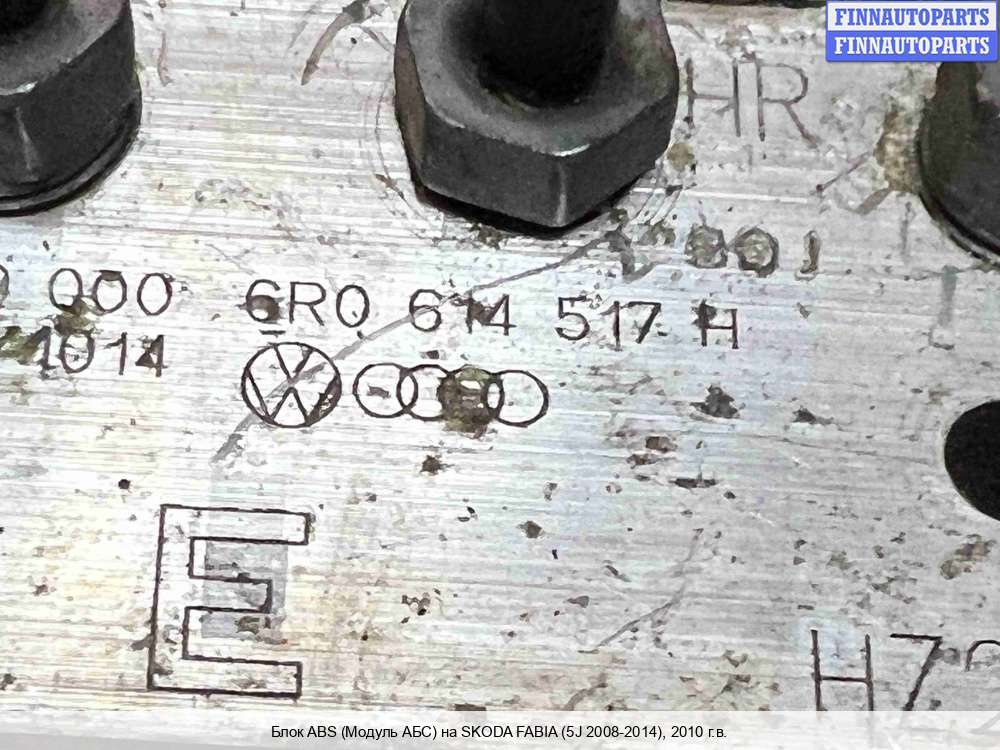 FINNAUTOPARTS
FINNAUTOPARTS
HR
000 6R0 614 517 H
1014
E
H7
Блок ABS (Модуль АБС) на SKODA FABIA (5J 2008-2014), 2010 г.в.